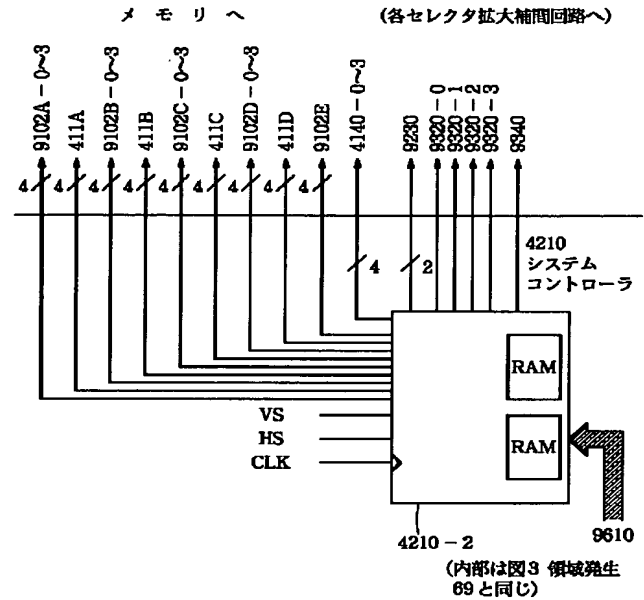 メモリへ
(各セレクタ拡大補間回路へ)
9102A-0~3
411A
9102B-0~3
411B
9102C-0~3
411C
9102D-0~3
411D
9102E
4140-0~3
9230
9320-0
9320-1
9320-2
9320-3
9340
4
4
4
4
4
4
4
4
4
4
2
4210
システム
コントローラ
RAM
RAM
VS
HS
CLK
4210-2
9610
(内部は図3 領域発生
69と同じ)